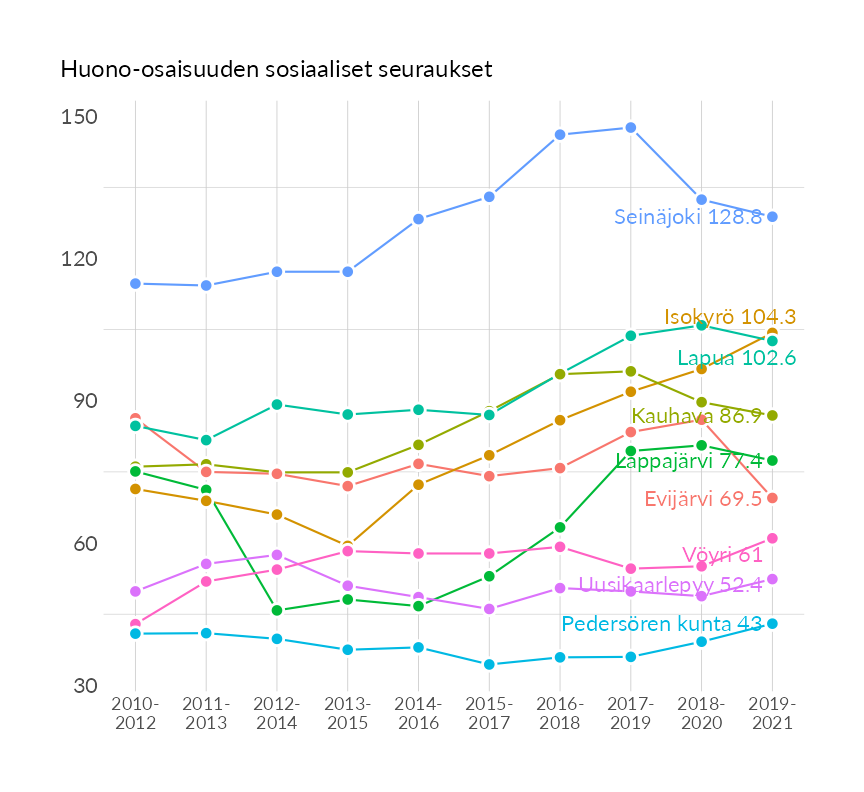 Huono-osaisuuden sosiaaliset seuraukset
150
120
90
60
30
Seinäjoki 128.8
Isokyrö 104.3
Lapua 102.6
Kauhava 86.9
Lappajärvi 77.4
Evijärvi 69.5
Vöyri 61
Uusikaarlepyy 52.4
Pedersören kunta 43
2010- 2011- 2012- 2013- 2014- 2015- 2016- 2017- 2018- 2019-
2012 2013 2014 2015 2016 2017 2018 2019 2020 2021